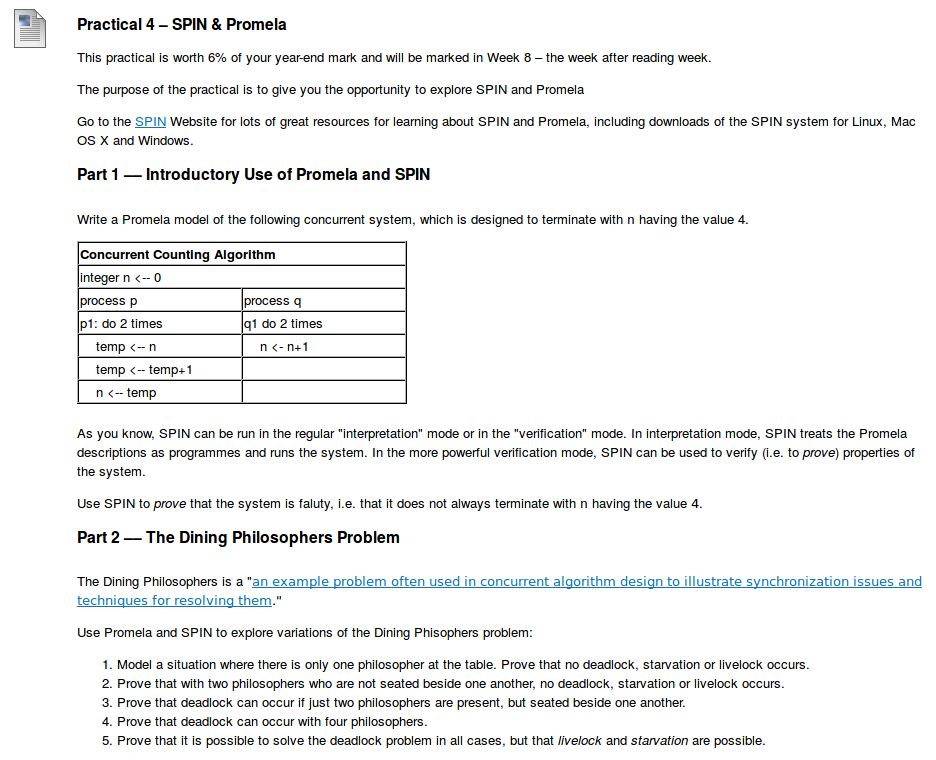 Practical 4 – SPIN & Promela
This practical is worth 6% of your year-end mark and will be marked in Week 8 – the week after reading week.
The purpose of the practical is to give you the opportunity to explore SPIN and Promela
Go to the SPIN Website for lots of great resources for learning about SPIN and Promela, including downloads of the SPIN system for Linux, Mac
OS X and Windows.
Part 1 — Introductory Use of Promela and SPIN
Write a Promela model of the following concurrent system, which is designed to terminate with n having the value 4.
Concurrent Counting Algorithm
integer n <-- 0
process p process q
p1: do 2 times q1 do 2 times
temp <-- n n <- n+1
temp <-- temp+1
n <-- temp
As you know, SPIN can be run in the regular "interpretation" mode or in the "verification" mode. In interpretation mode, SPIN treats the Promela
descriptions as programmes and runs the system. In the more powerful verification mode, SPIN can be used to verify (i.e. to prove) properties of
the system.
Use SPIN to prove that the system is faluty, i.e. that it does not always terminate with n having the value 4.
Part 2 — The Dining Philosophers Problem
The Dining Philosophers is a "an example problem often used in concurrent algorithm design to illustrate synchronization issues and
techniques for resolving them."
Use Promela and SPIN to explore variations of the Dining Phisophers problem:
1. Model a situation where there is only one philosopher at the table. Prove that no deadlock, starvation or livelock occurs.
2. Prove that with two philosophers who are not seated beside one another, no deadlock, starvation or livelock occurs.
3. Prove that deadlock can occur if just two philosophers are present, but seated beside one another.
4. Prove that deadlock can occur with four philosophers.
5. Prove that it is possible to solve the deadlock problem in all cases, but that livelock and starvation are possible.